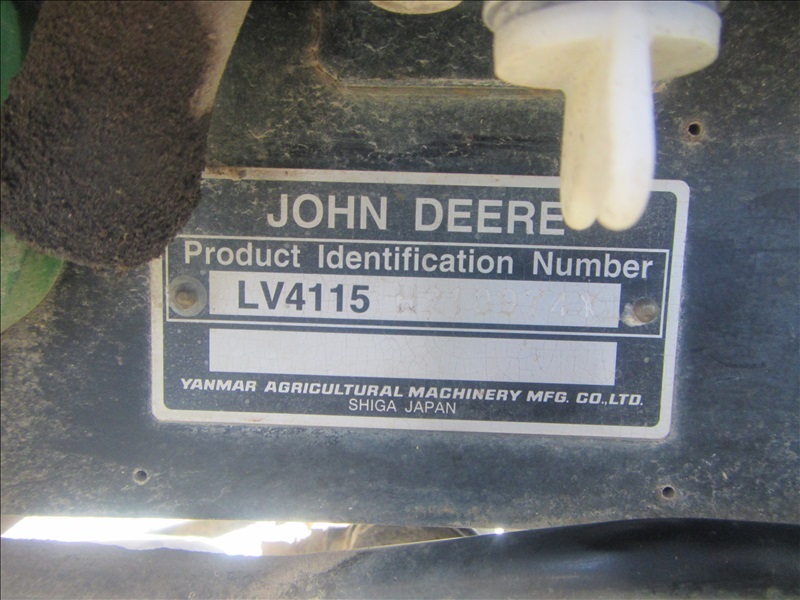 JOHN DEERE
Product Identification Number
LV4115
YANMAR AGRICULTURAL MACHINERY MFG. CO.,LTD.
SHIGA JAPAN